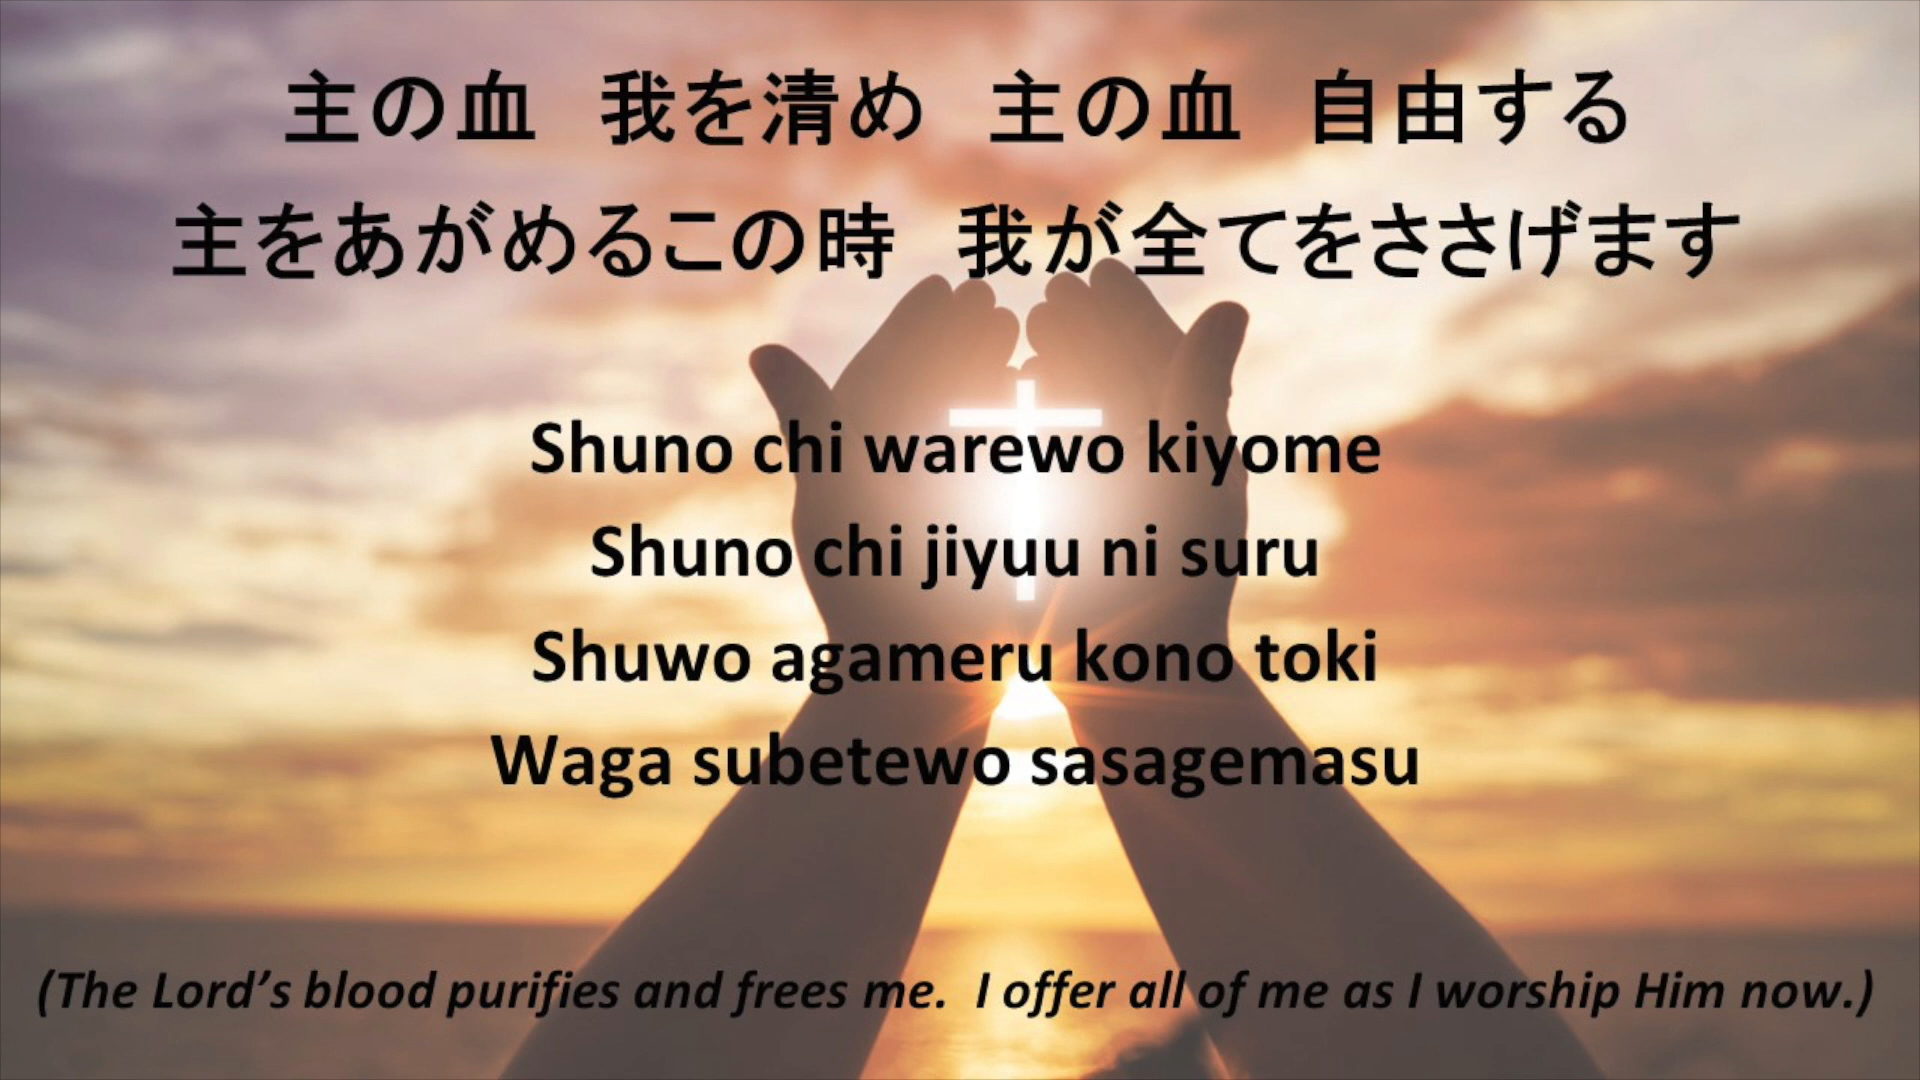 主の血　我を清め　主の血　自由する
主をあがめるこの時　我が全てをささげます
Shuno chi warewo kiyome
Shuno chi jiyuu ni suru
Shuwo agameru kono toki
Waga subetewo sasagemasu
(The Lord’s blood purifies and frees me.  I offer all of me as I worship Him now.)